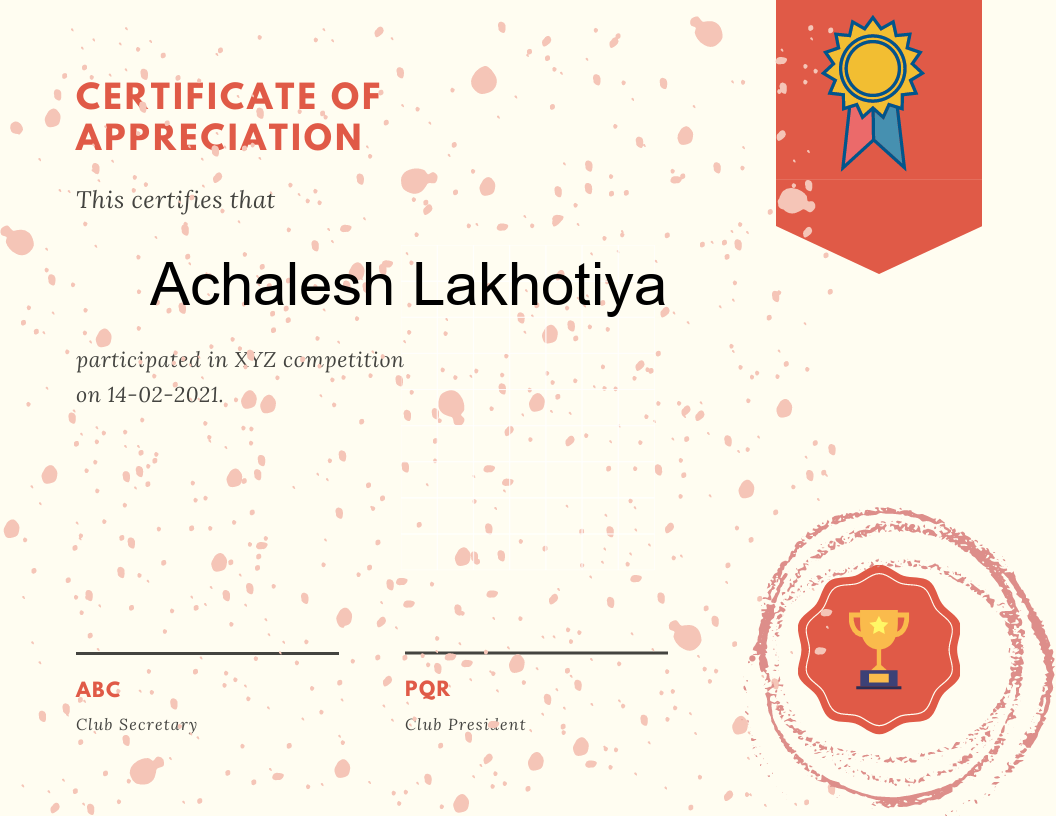 CERTIFICATE OF
APPRECIATION
This certifies that
Achalesh Lakhotiya
participated in XYZ competition
on 14-02-2021.
ABC
PQR
Club Secretary
Club President